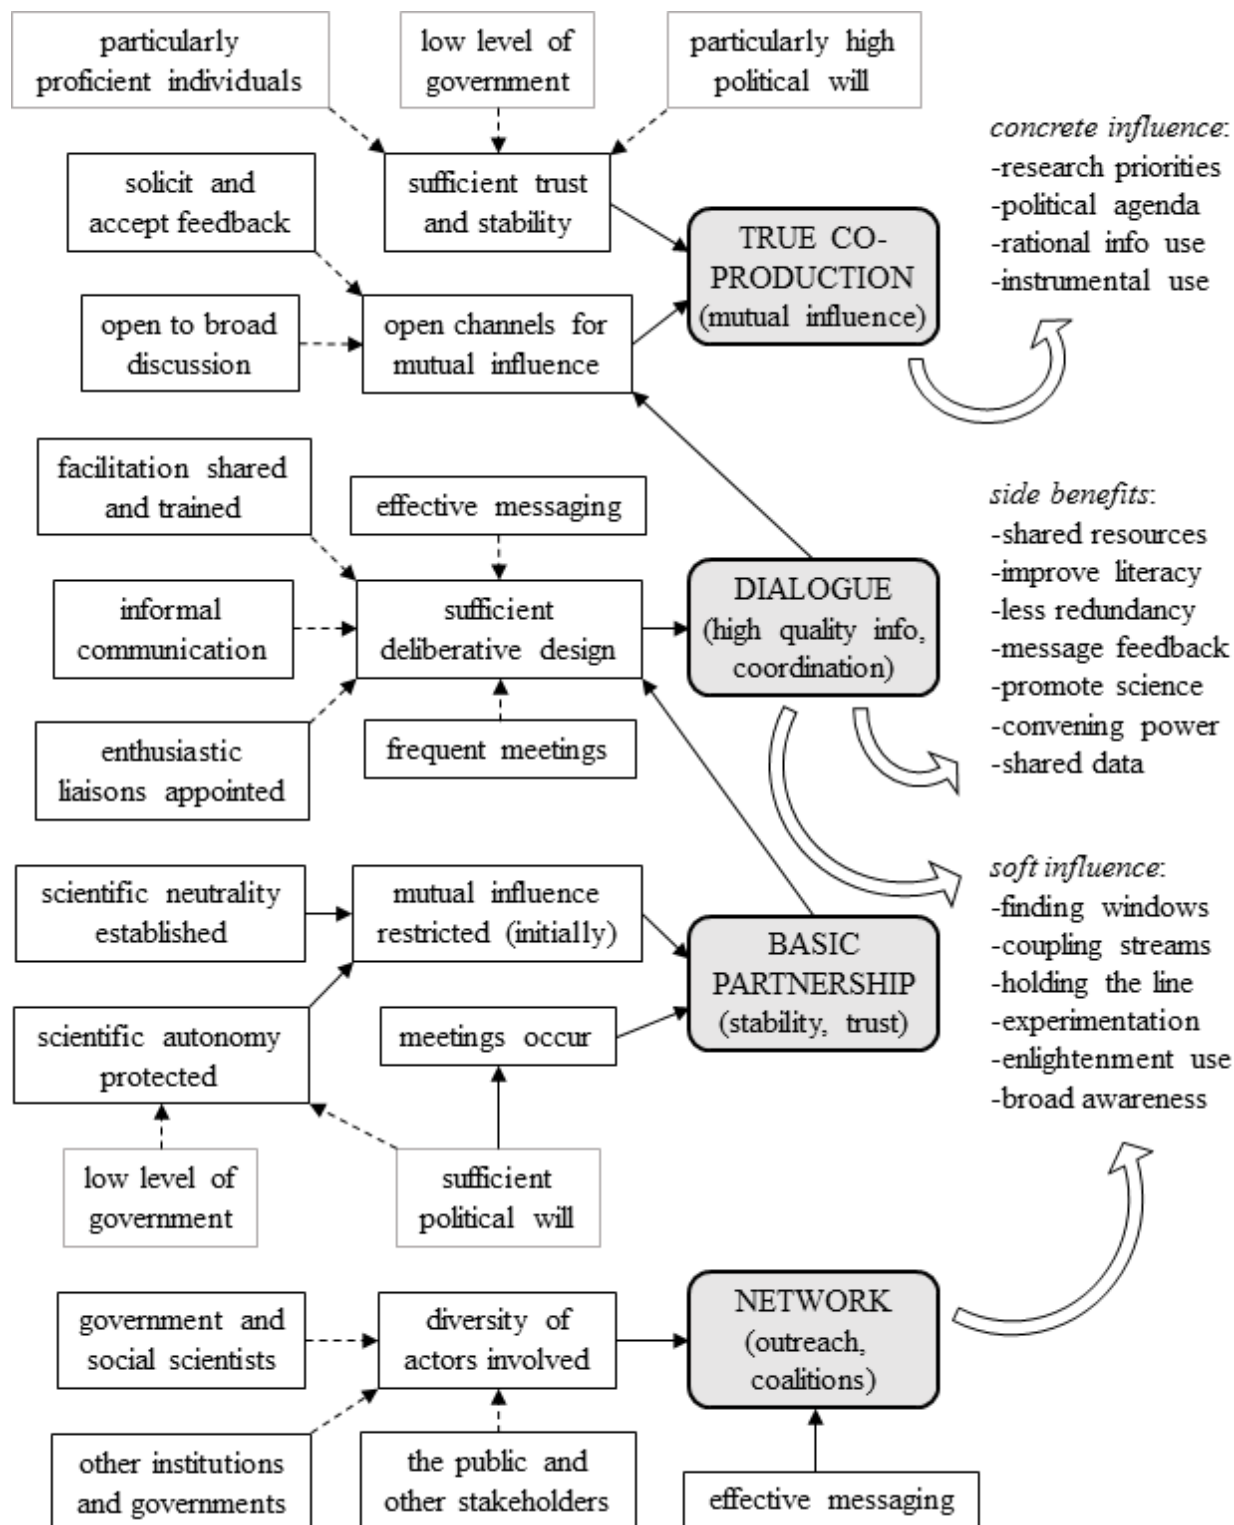 particularly
proficient individuals
low level of
government
particularly high
political will
concrete influence:
-research priorities
-political agenda
-rational info use
-instrumental use
solicit and
accept feedback
sufficient trust
and stability
TRUE CO-
PRODUCTION
(mutual influence)
open to broad
discussion
open channels for
mutual influence
facilitation shared
and trained
effective messaging
side benefits:
-shared resources
-improve literacy
-less redundancy
-message feedback
-promote science
-convening power
-shared data
informal
communication
sufficient
deliberative design
DIALOGUE
(high quality info,
coordination)
enthusiastic
liaisons appointed
frequent meetings
scientific neutrality
established
mutual influence
restricted (initially)
soft influence:
-finding windows
-coupling streams
-holding the line
-experimentation
-enlightenment use
-broad awareness
BASIC
PARTNERSHIP
(stability, trust)
scientific autonomy
protected
meetings occur
low level of
government
sufficient
political will
government and
social scientists
diversity of
actors involved
NETWORK
(outreach,
coalitions)
other institutions
and governments
the public and
other stakeholders
effective messaging